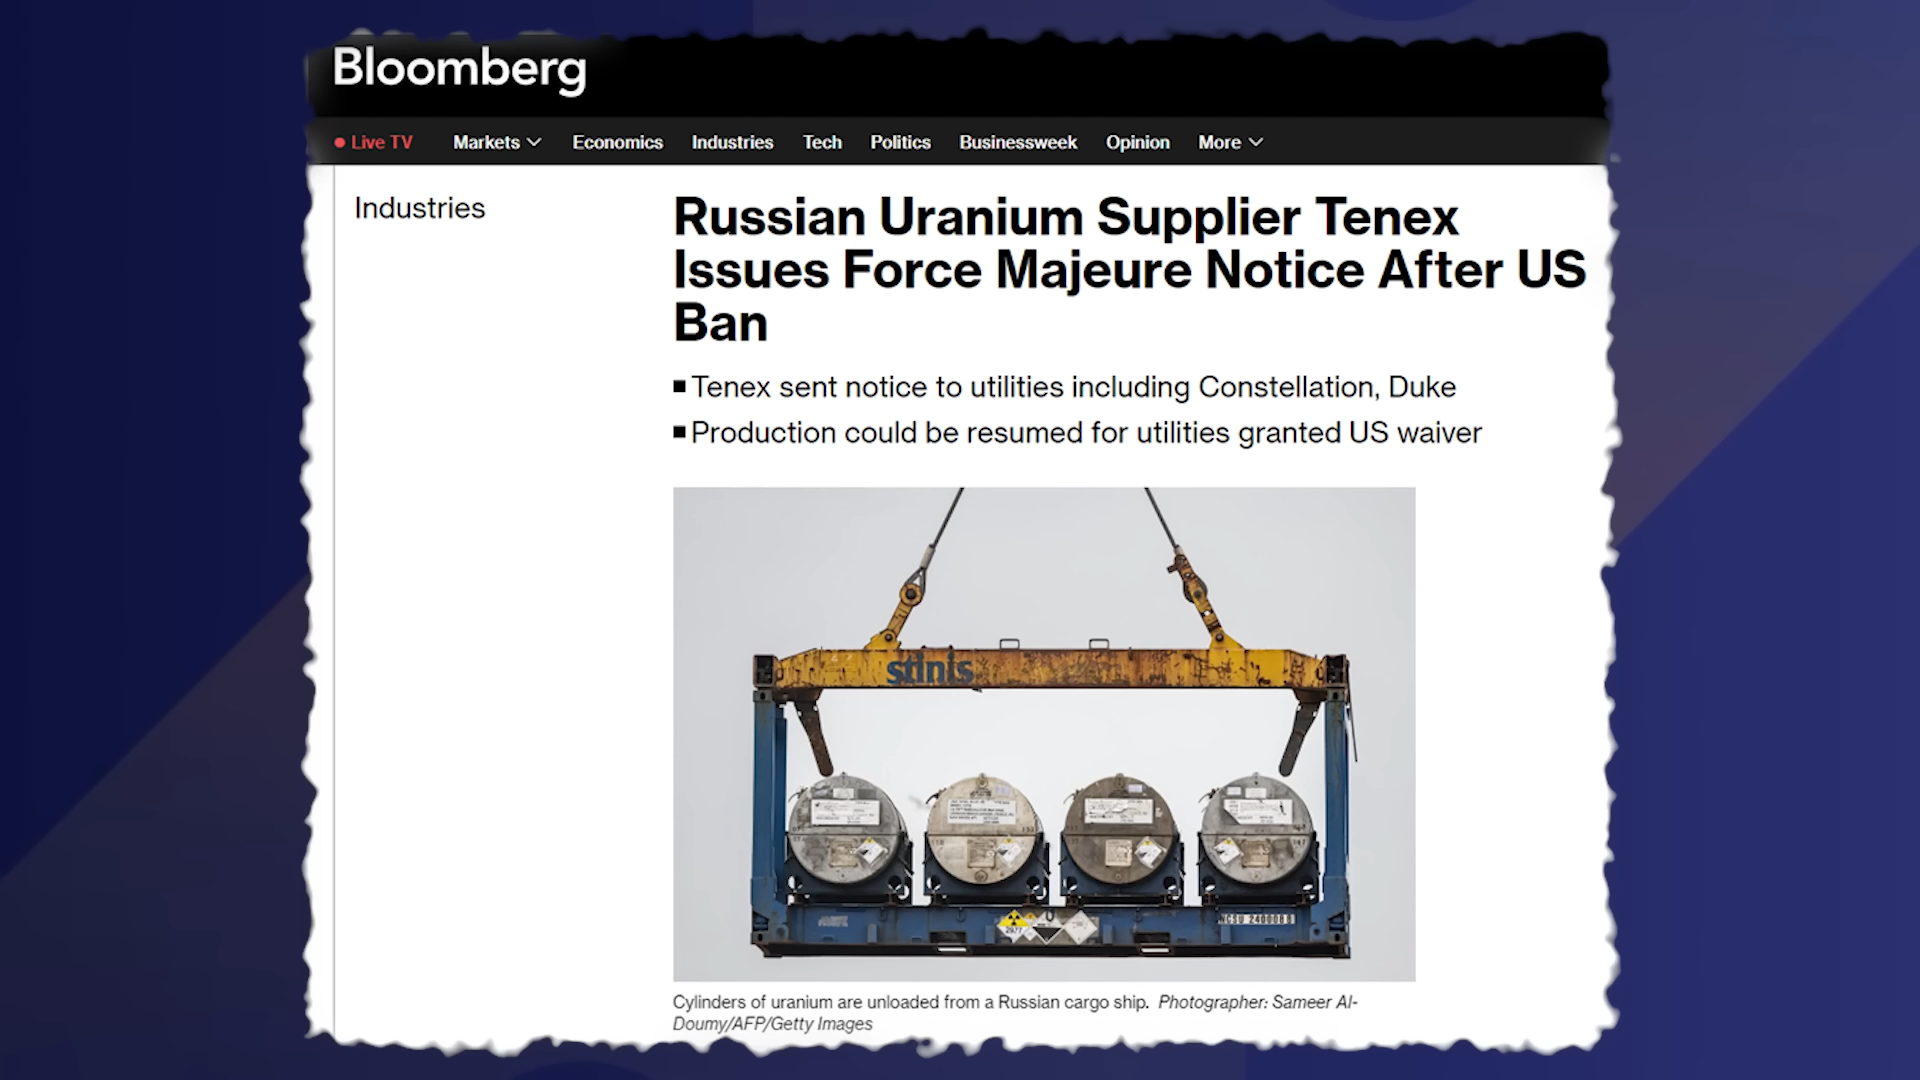 Bloomberg
Live TV Markets Economics Industries Tech Politics Businessweek Opinion More
Industries
Russian Uranium Supplier Tenex
Issues Force Majeure Notice After US
Ban
Tenex sent notice to utilities including Constellation, Duke
Production could be resumed for utilities granted US waiver
stinis
2977
Cylinders of uranium are unloaded from a Russian cargo ship. Photographer: Sameer Al-
Doumy/AFP/Getty Images